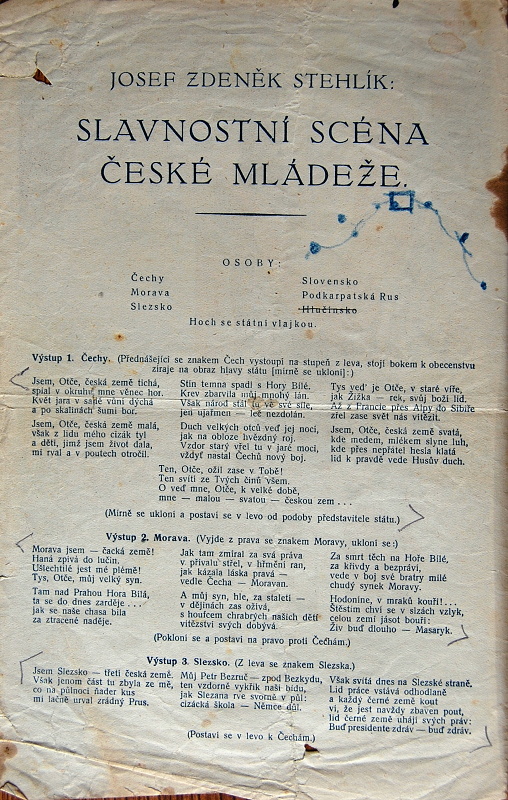 JOSEF ZDENĚK STEHLÍK:
SLAVNOSTNÍ SCÉNA
ČESKÉ MLÁDEŽE.
OSOBY:
Čechy
Morava
Slezsko
Slovensko
Podkarpatská Rus
Hlučínsko
Hoch se státní vlajkou.
Výstup 1. Čechy. (Přednášející se znakem Čech vystoupí na stupeň z leva, stojí bokem k obecenstvu
zíraje na obraz hlavy státu [mírně se ukloní]:)
Jsem, Otče, česká země tichá,
spial v okruhu mne věnec hor.
Květ jara v sadě vůni dýchá
a po skalinách šumí bor.
Jsem, Otče, česká země malá,
však z lidu mého cizák tyl
a děti, jimž jsem život dala,
mi rval a v poutech otročil.
Stín temna spadl s Hory Bílé.
Krev zbarvila můj mnohý lán.
Však národ stál tu ve své síle,
jen ujařmen — leč nezdolán.
Duch velkých otců veď jej nocí,
jak na obloze hvězdný roj.
Vzdor starý vřel tu v jaré moci,
vždyť nastal Čechů nový boj.
Tys veď je Otče, v staré víře,
jak Žižka — rek, svůj boží lid.
Až z Francie přes Alpy do Sibiře
zřel zase svět nás vítězit.
Jsem, Otče, česká země svatá,
kde medem, mlékem slyne luh,
kde přes nepřátel hesla klatá
lid k pravdě vede Husův duch.
Ten, Otče, ožil zase v Tobě!
Ten svítí ze Tvých činů všem.
O veď mne, Otče, k velké době,
mne — malou — svatou — českou zem . . .
(Mírně se ukloní a postaví se v levo od podoby představitele státu.)
Výstup 2. Morava. (Vyjde z prava se znakem Moravy, ukloní se:)
Morava jsem — čacká země!
Haná zpívá do lučin.
Ušlechtilé jest mé plémě!
Tys, Otče, můj velký syn.
Tam nad Prahou Hora Bílá,
ta se do dnes zarděje . . .
jak se naše chasa bila
za ztracené naděje.
Jak tam zmíral za svá práva
v přívalu střel, v hřmění ran,
jak kázala láska pravá —
vedle Čecha — Moravan.
A můj syn, hle, za staletí —
v dějinách zas oživá,
s houfcem chrabrých našich dětí
vítězství svých dobývá.
Za smrt těch na Hoře Bílé,
za křivdy a bezpráví,
vede v boj své bratry milé
chudý synek Moravy.
Hodoníne, v mraků kouři! . . .
Štěstím chví se v slzách vzlyk,
celou zemí jásot bouří:
Živ buď dlouho — Masaryk.
(Pokloní se a postaví na právo proti Čechám.)
Výstup 3. Slezsko. (Z leva se znakem Slezska.)
Jsem Slezsko — třetí česká země.
Však jenom část tu zbyla ze mě,
co na půlnoci ňader kus
mi lačně urval zrádný Prus.
Můj Petr Bezruč — zpod Bezkydu,
ten vzdorné vykřik naši bídu,
jak Slezana rve svorně v půl:
cizácká škola — Němce důl.
Však svítá dnes na Slezské straně.
Lid práce vstává odhodlaně
a každý černé země kout
ví, že jest navždy zbaven pout,
lid černé země uhájí svých práv:
Buď presidente zdráv — buď zdráv.
(Postaví se v levo k Čechám.)